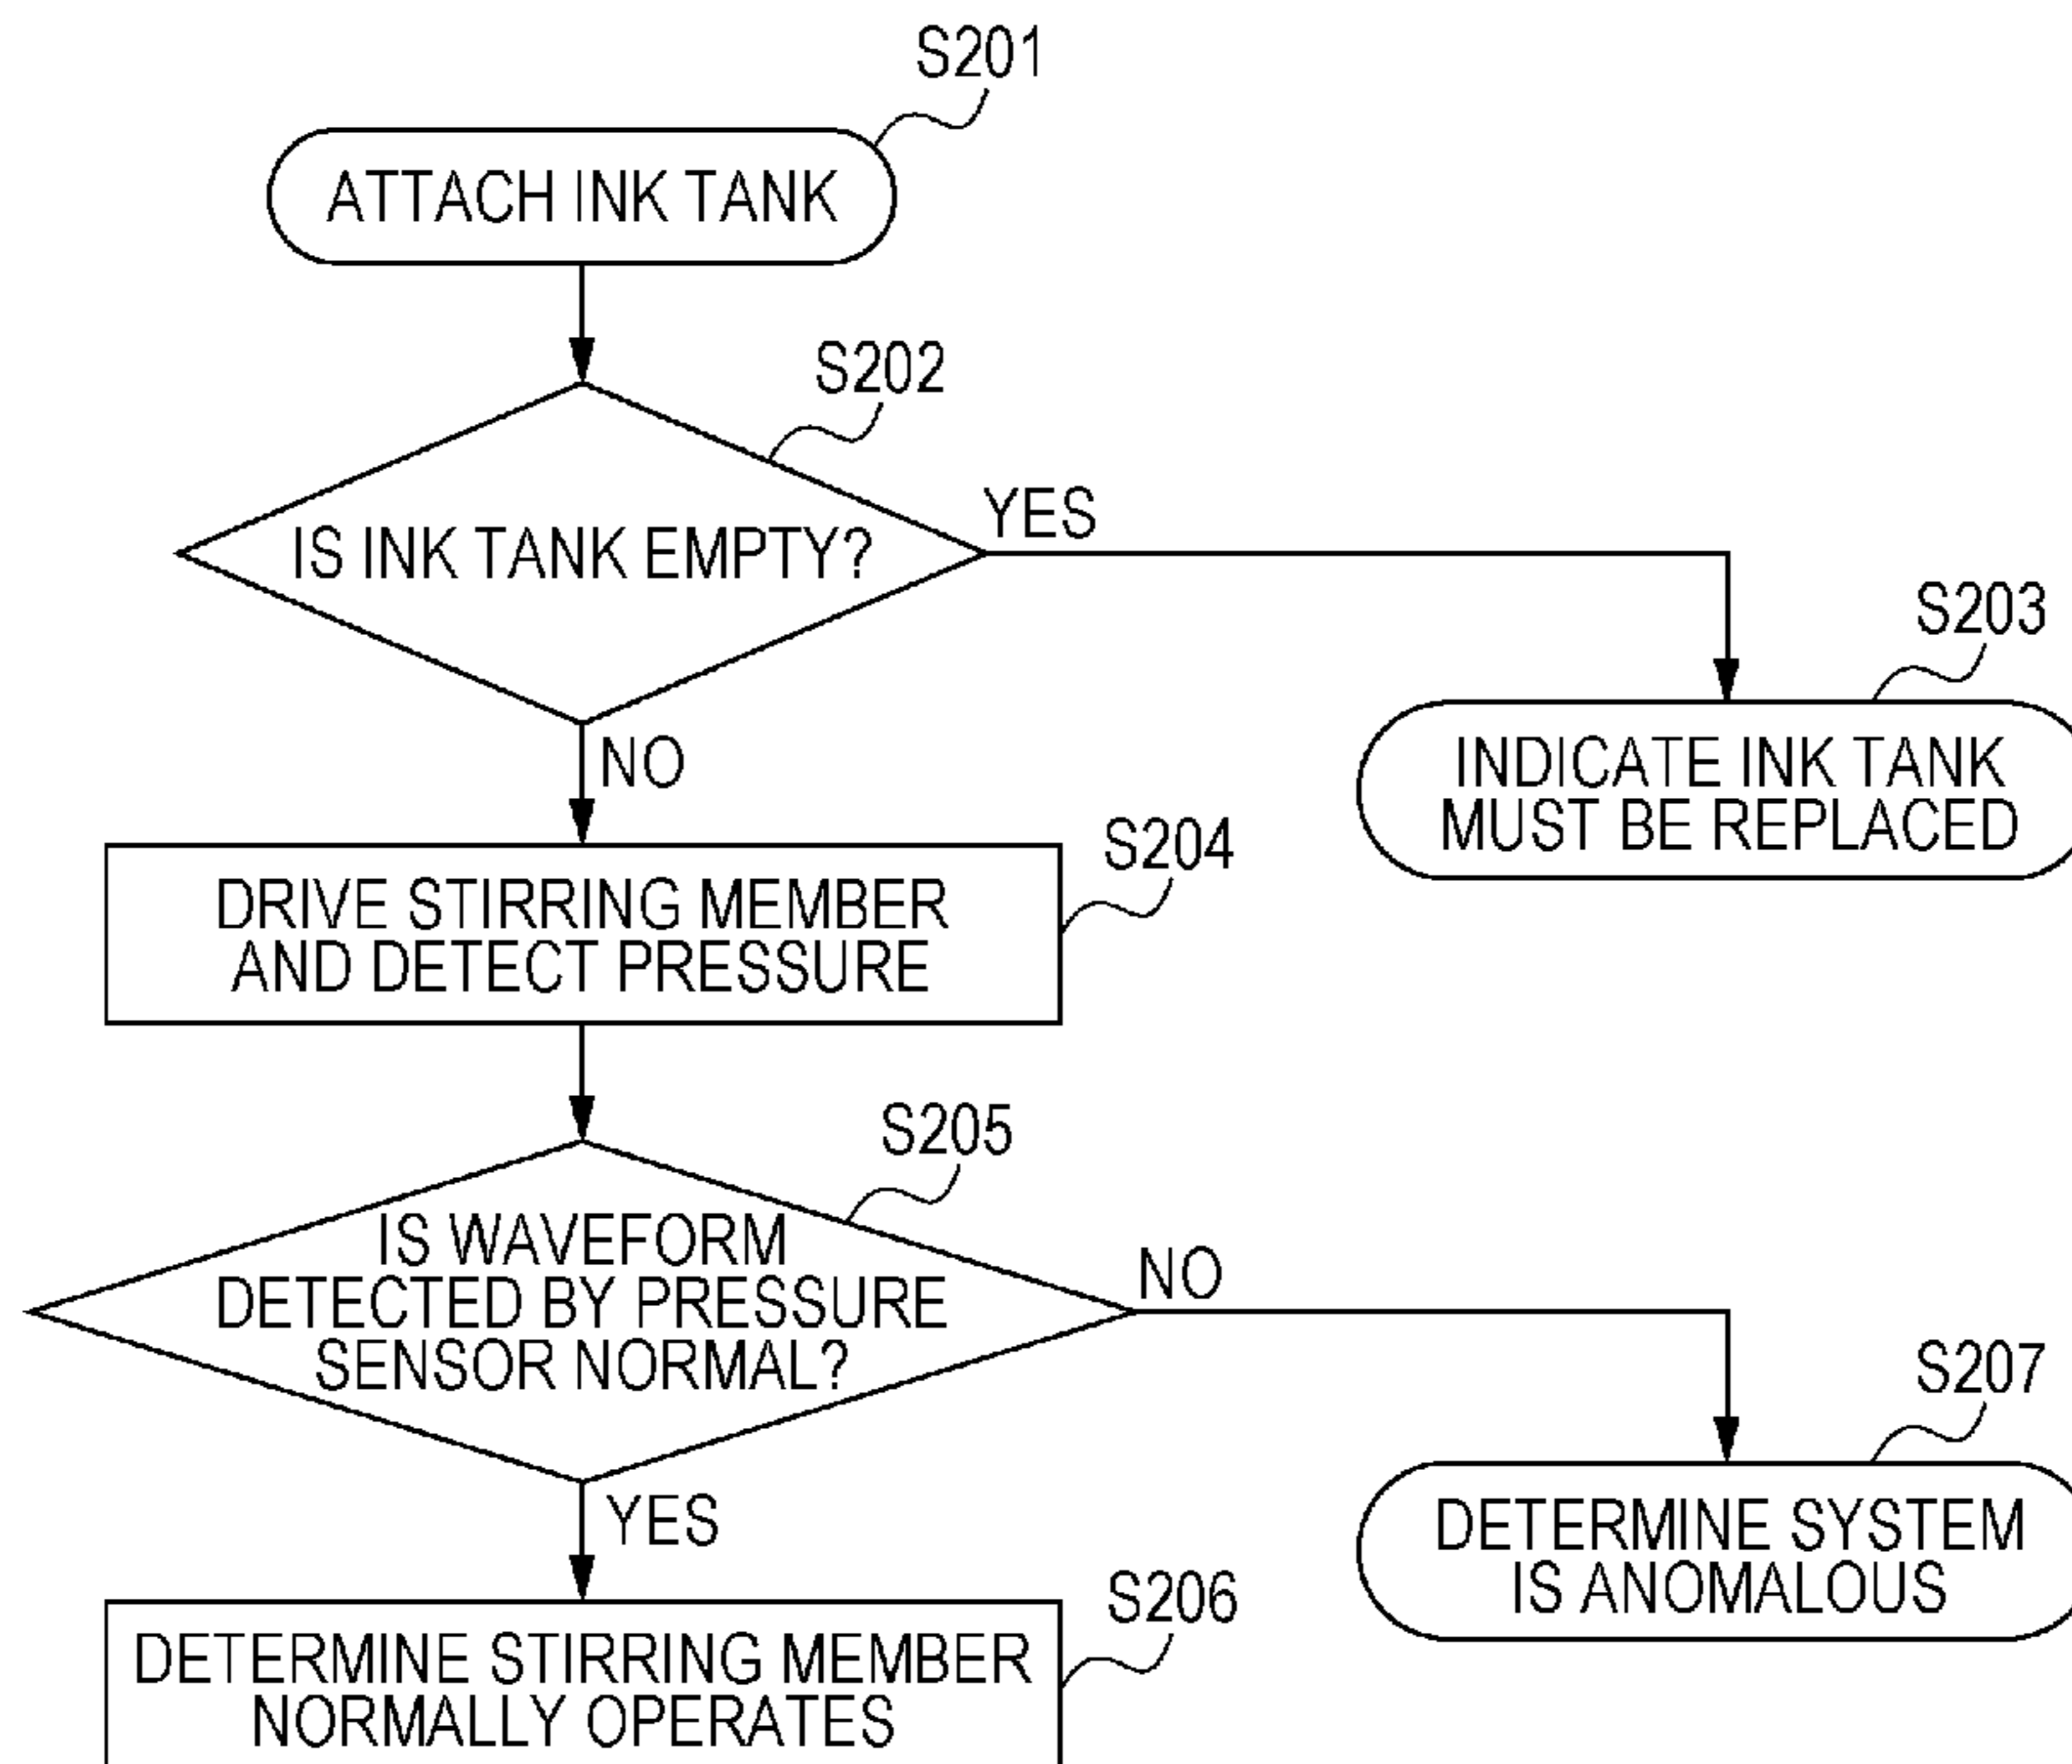 S201
ATTACH INK TANK
S202
IS INK TANK EMPTY?
YES
S203
INDICATE INK TANK
MUST BE REPLACED
NO
S204
DRIVE STIRRING MEMBER
AND DETECT PRESSURE
S205
IS WAVEFORM
DETECTED BY PRESSURE
SENSOR NORMAL?
NO
S207
DETERMINE SYSTEM
IS ANOMALOUS
YES
S206
DETERMINE STIRRING MEMBER
NORMALLY OPERATES